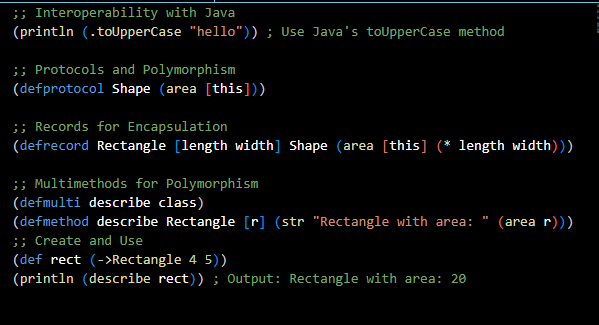 ;; Interoperability with Java
(println (.toUpperCase "hello")) ; Use Java's toUpperCase method
;; Protocols and Polymorphism
(defprotocol Shape (area [this]))
;; Records for Encapsulation
(defrecord Rectangle [length width] Shape (area [this] (* length width)))
;; Multimethods for Polymorphism
(defmulti describe class)
(defmethod describe Rectangle [r] (str "Rectangle with area: " (area r)))
;; Create and Use
(def rect (->Rectangle 4 5))
(println (describe rect)) ; Output: Rectangle with area: 20